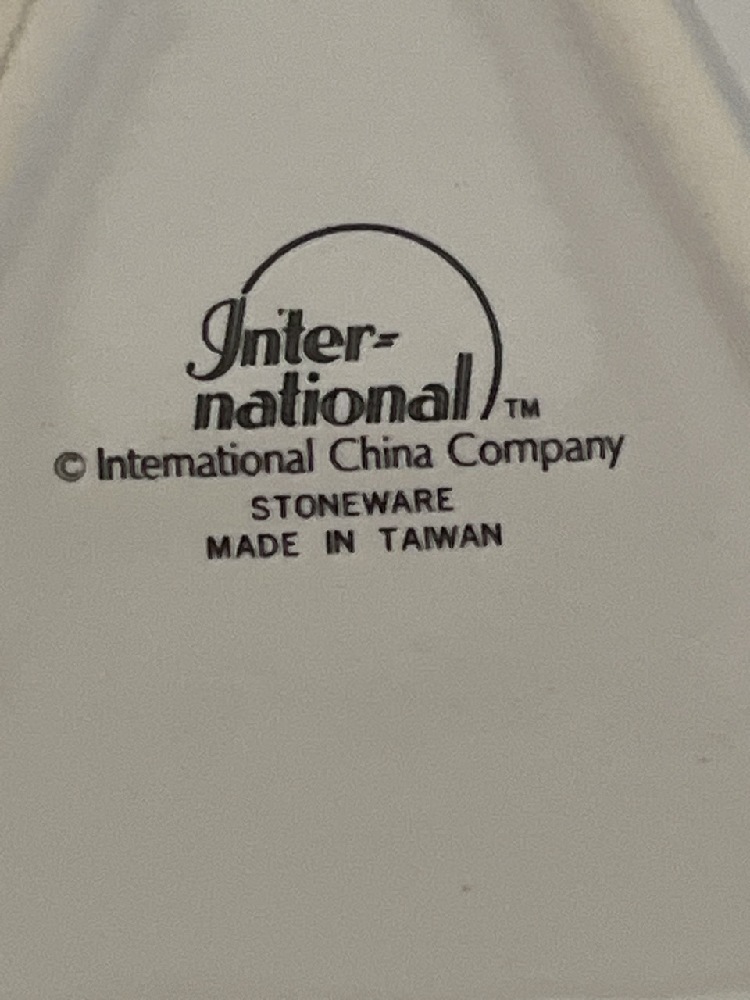 Inter-
national TM
© International China Company
STONEWARE
MADE IN TAIWAN